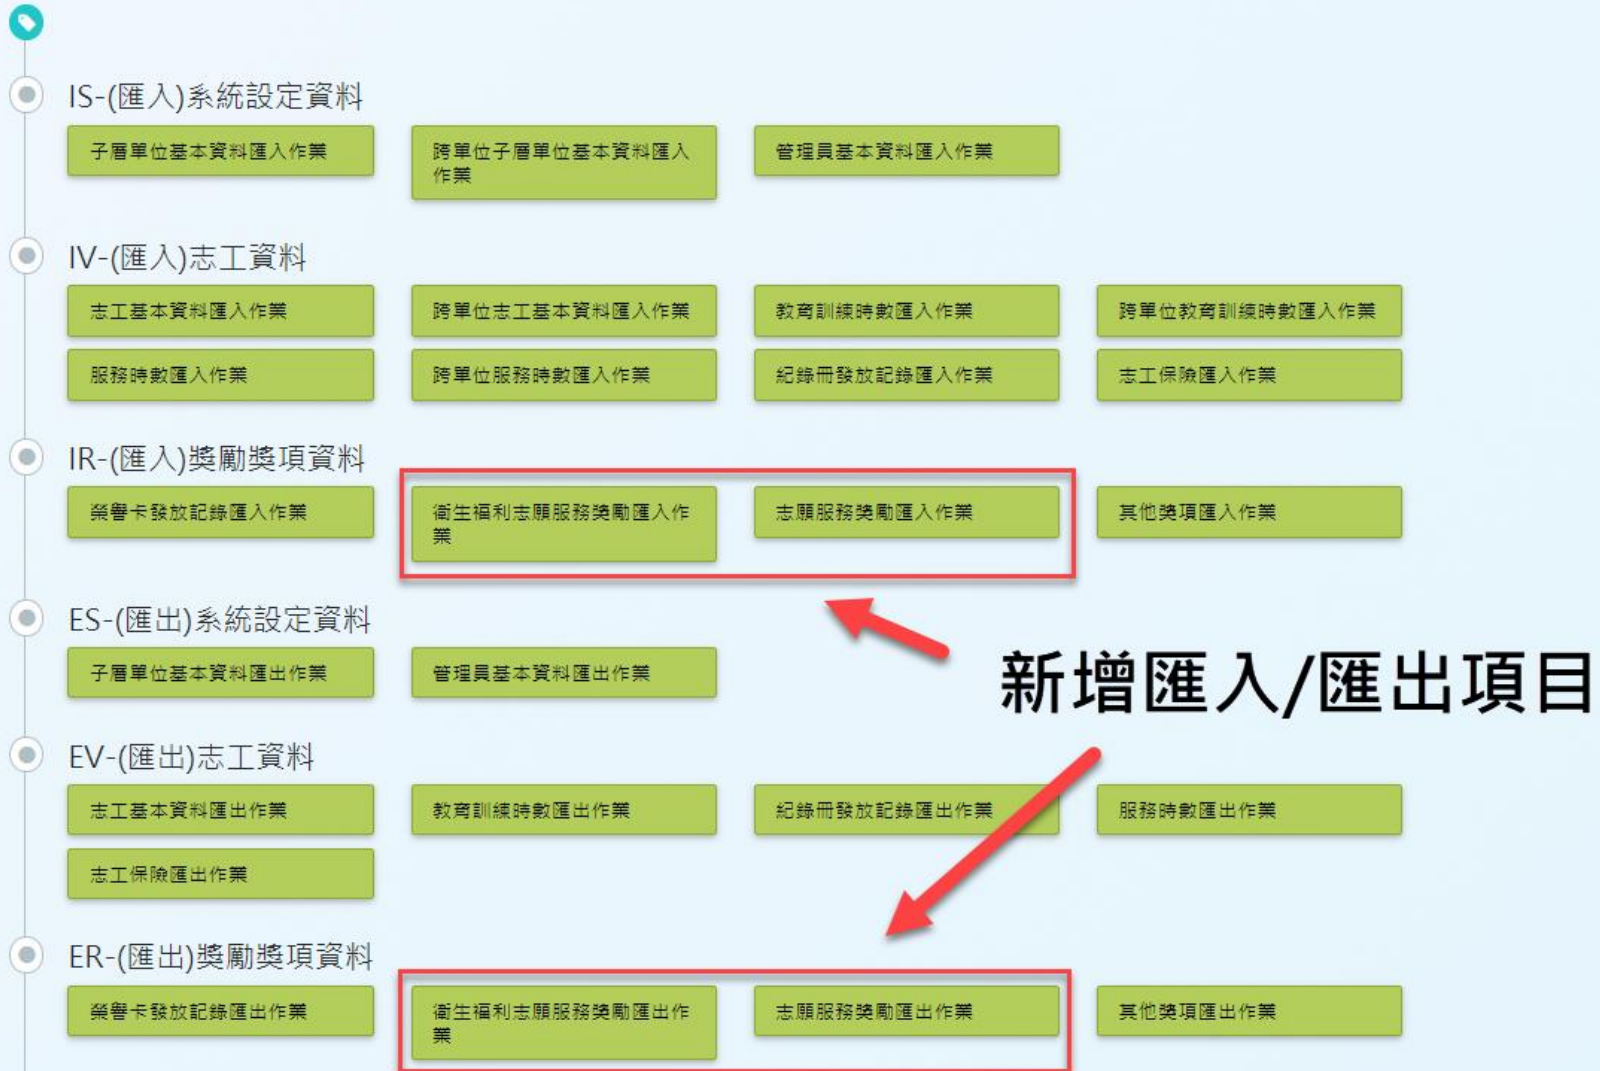 IS-(匯入)系統設定資料
子層單位基本資料匯入作業
跨單位子層單位基本資料匯入
作業
管理員基本資料匯入作業
IV-(匯入)志工資料
志工基本資料匯入作業
跨單位志工基本資料匯入作業
教育訓練時數匯入作業
跨單位教育訓練時數匯入作業
服務時數匯入作業
跨單位服務時數匯入作業
紀錄冊發放記錄匯入作業
志工保險匯入作業
IR-(匯入)獎勵獎項資料
榮譽卡發放記錄匯入作業
衛生福利志願服務獎勵匯入作
業
志願服務獎勵匯入作業
其他獎項匯入作業
ES-(匯出)系統設定資料
子層單位基本資料匯出作業
管理員基本資料匯出作業
新增匯入/匯出項目
EV-(匯出)志工資料
志工基本資料匯出作業
教育訓練時數匯出作業
紀錄冊發放記錄匯出作業
服務時數匯出作業
志工保險匯出作業
ER-(匯出)獎勵獎項資料
榮譽卡發放記錄匯出作業
衛生福利志願服務獎勵匯出作
業
志願服務獎勵匯出作業
其他獎項匯出作業